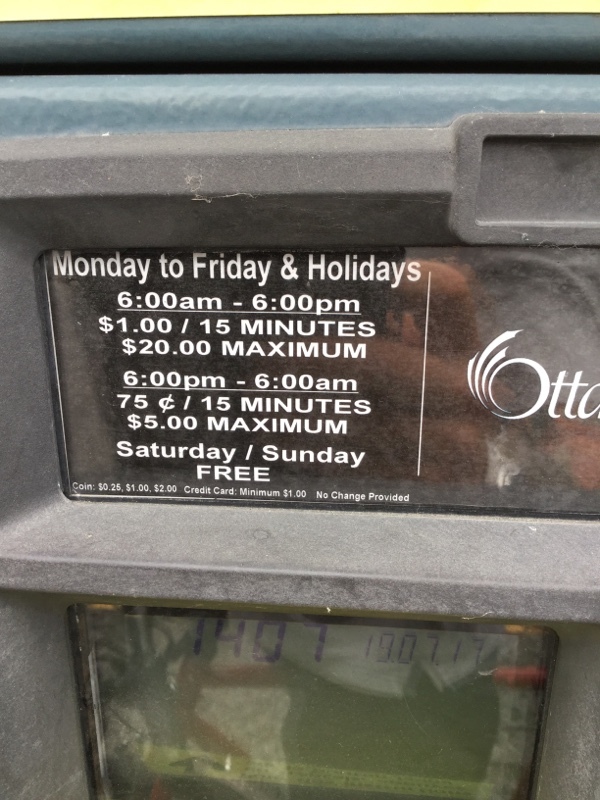 Monday to Friday & Holidays
6:00am - 6:00pm
$1.00 / 15 MINUTES
$20.00 MAXIMUM
6:00pm - 6:00am
75 ¢ / 15 MINUTES
$5.00 MAXIMUM
Saturday / Sunday
FREE
Coin: $0.25, $1.00, $2.00 Credit Card: Minimum $1.00 No Change Provided
Otta
1407 19.07.17